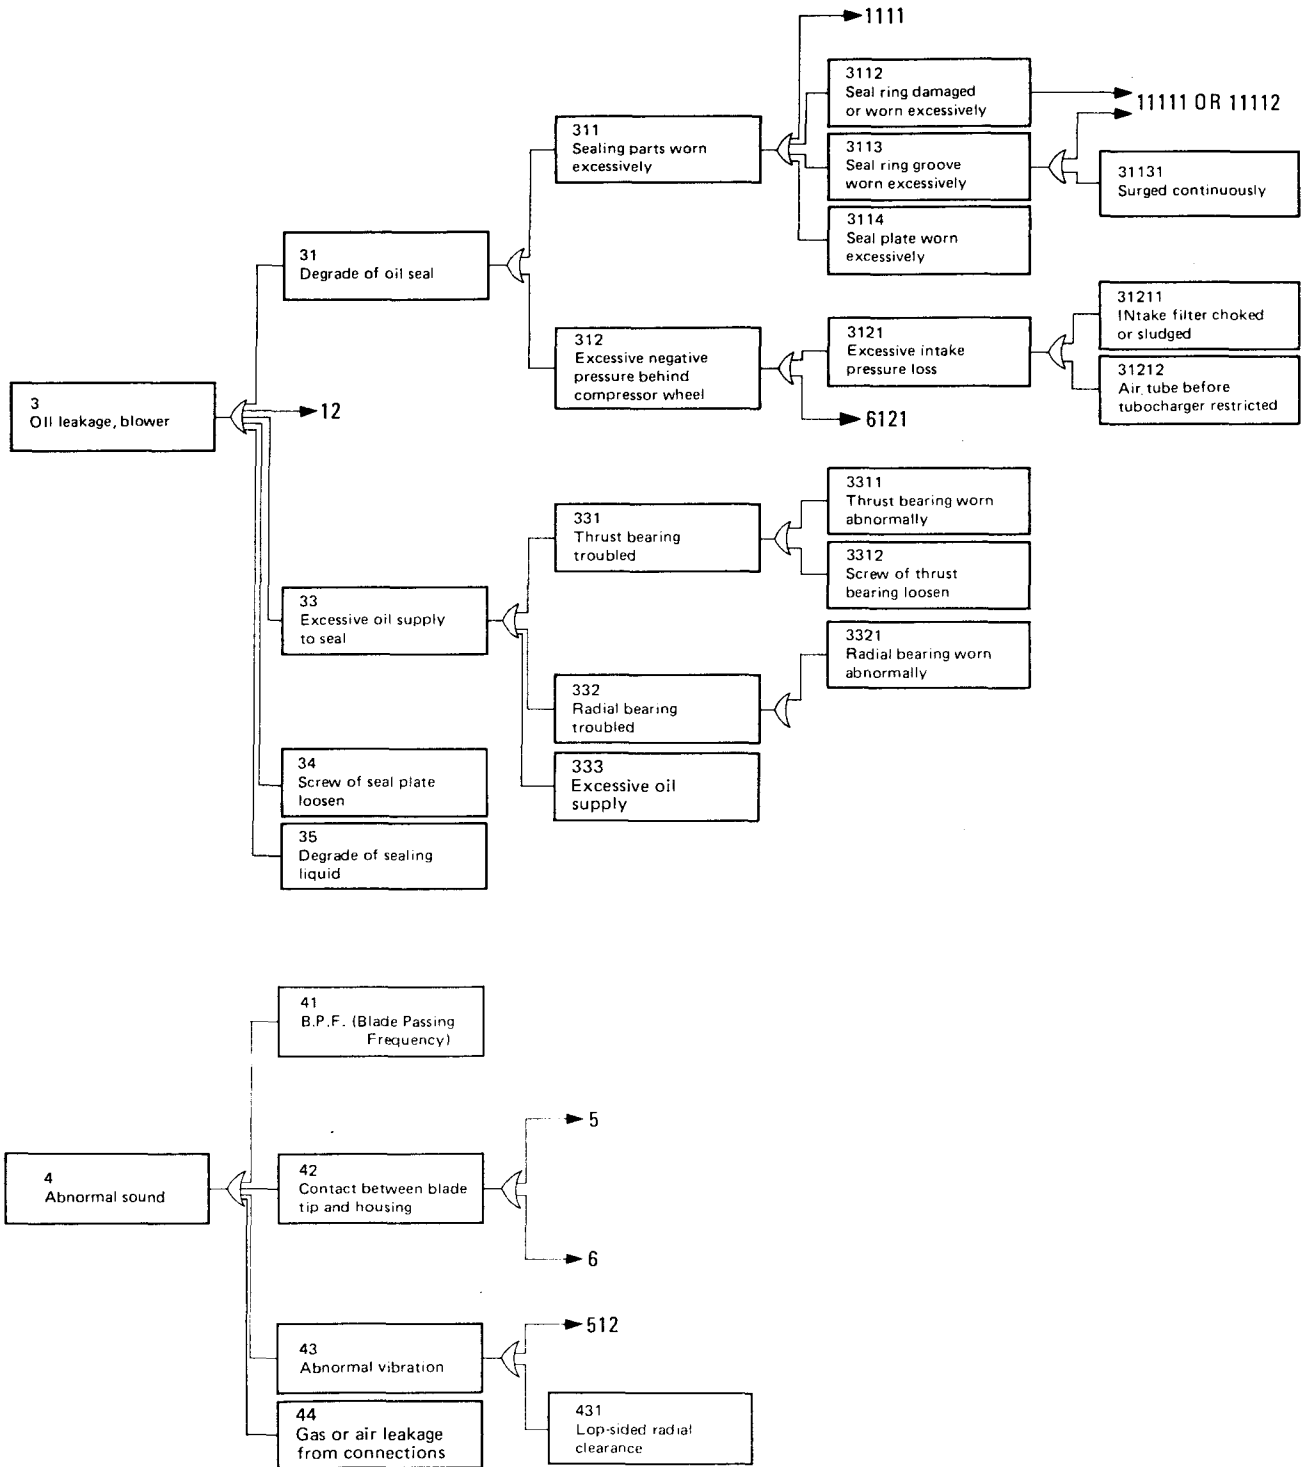 1111
3112
Seal ring damaged
or worn excessively
11111 OR 11112
311
Sealing parts worn
excessively
3113
Seal ring groove
worn excessively
31131
Surged continuously
3114
Seal plate worn
excessively
31
Degrade of oil seal
31211
INtake filter choked
or sludged
312
Excessive negative
pressure behind
compressor wheel
3121
Excessive intake
pressure loss
31212
Air tube before
tubocharger restricted
3
OIl leakage, blower
12
6121
3311
Thrust bearing worn
abnormally
331
Thrust bearing
troubled
3312
Screw of thrust
bearing loosen
33
Excessive oil supply
to seal
3321
Radial bearing worn
abnormally
332
Radial bearing
troubled
333
Excessive oil
supply
34
Screw of seal plate
loosen
35
Degrade of sealing
liquid
41
B.P.F. (Blade Passing
Frequency)
5
4
Abnormal sound
42
Contact between blade
tip and housing
6
512
43
Abnormal vibration
431
Lop-sided radial
clearance
44
Gas or air leakage
from connections